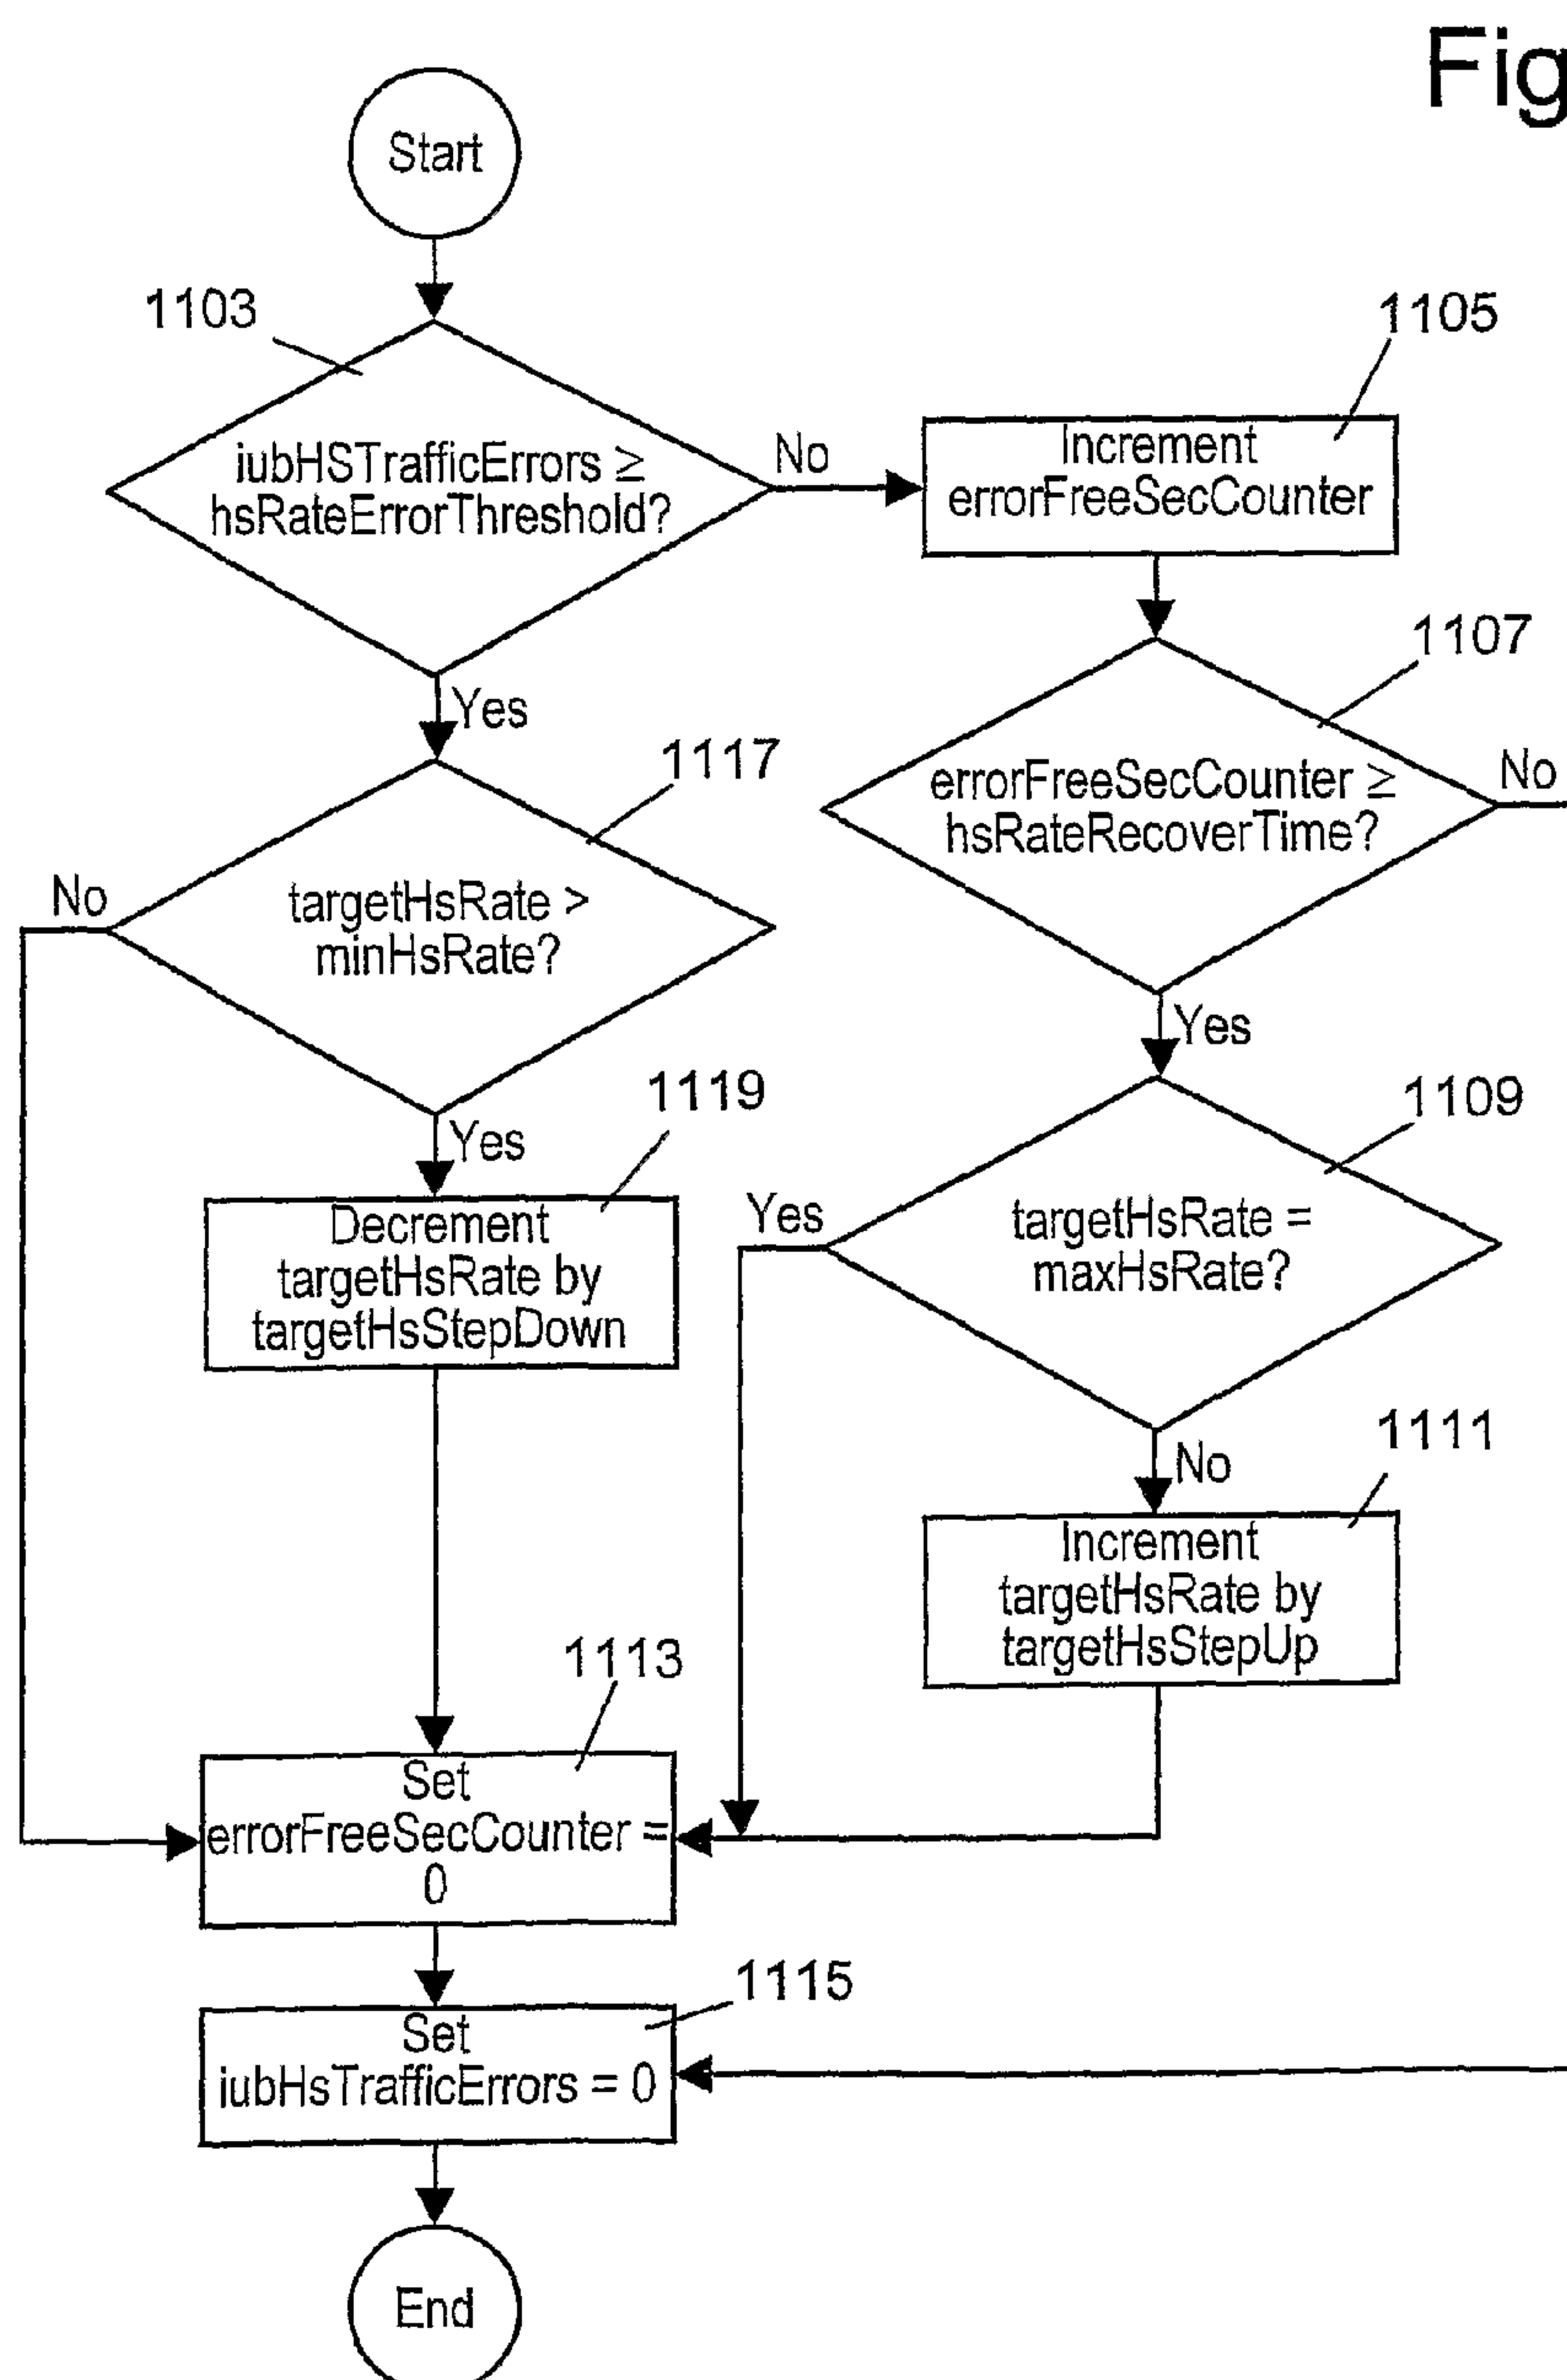 Fig
Start
1103
iubHSTrafficErrors ≥
hsRateErrorThreshold?
No
1105
Increment
errorFreeSecCounter
Yes
1107
errorFreeSecCounter ≥
hsRateRecoverTime?
No
1117
targetHsRate >
minHsRate?
No
Yes
Yes
1109
targetHsRate =
maxHsRate?
Yes
1119
Decrement
targetHsRate by
targetHsStepDown
No
1111
Increment
targetHsRate by
targetHsStepUp
1113
Set
errorFreeSecCounter =
0
1115
Set
iubHsTrafficErrors = 0
End